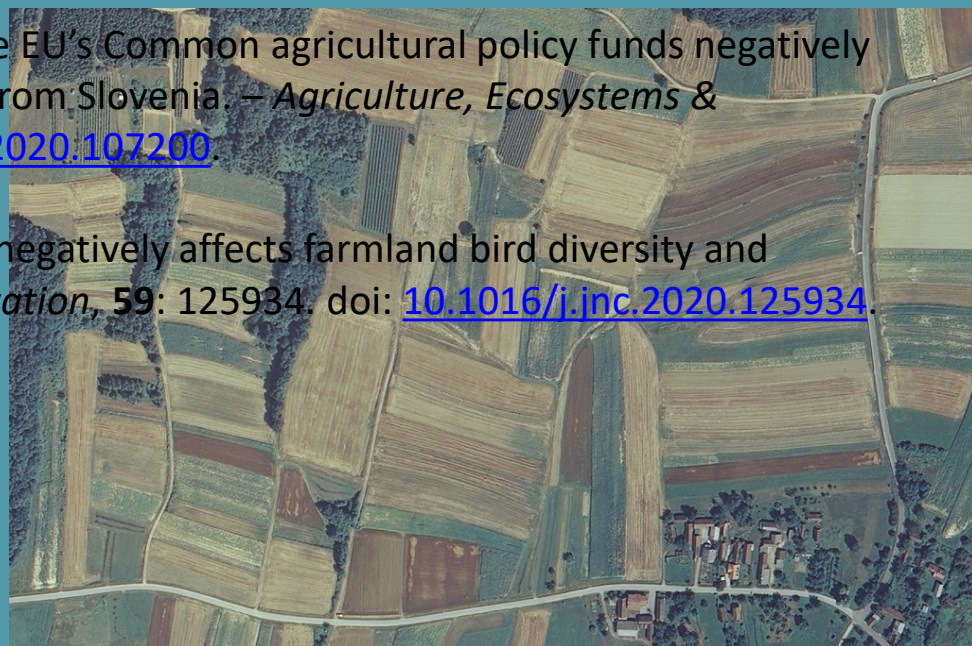 e EU's Common agricultural policy funds negatively
rom Slovenia. – Agriculture, Ecosystems &
2020.107200.
negatively affects farmland bird diversity and
ation, 59: 125934. doi: 10.1016/j.jnc.2020.125934.